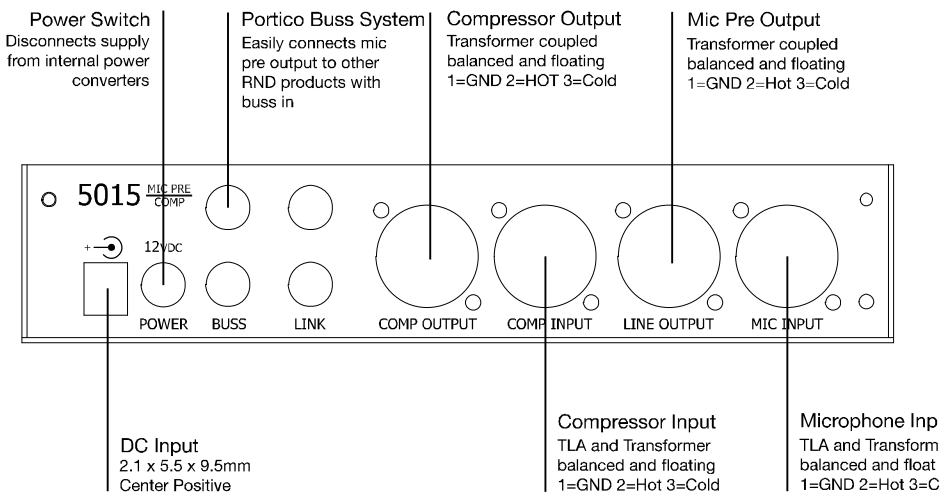 Power Switch
Disconnects supply
from internal power
converters
Portico Buss System
Easily connects mic
pre output to other
RND products with
buss in
Compressor Output
Transformer coupled
balanced and floating
1=GND 2=HOT 3=Cold
Mic Pre Output
Transformer coupled
balanced and floating
1=GND 2=Hot 3=Cold
5015 MIC PRE
COMP
+
12VDC
POWER BUSS LINK COMP OUTPUT COMP INPUT LINE OUTPUT MIC INPUT
DC Input
2.1 x 5.5 x 9.5mm
Center Positive
Compressor Input
TLA and Transformer
balanced and floating
1=GND 2=Hot 3=Cold
Microphone Inp
TLA and Transform
balanced and float
1=GND 2=Hot 3=C